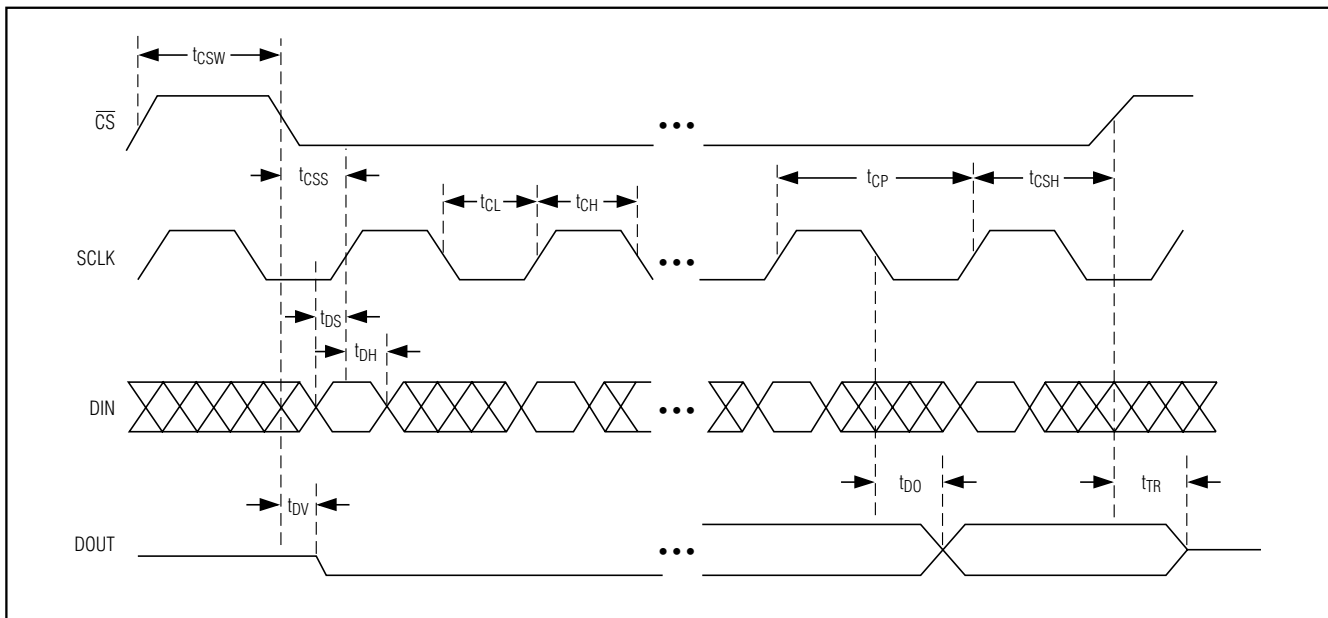 tCSW
CS
tCSS
tCP
tCSH
tCL
tCH
SCLK
tDS
tDH
DIN
tDO
tTR
tDV
DOUT